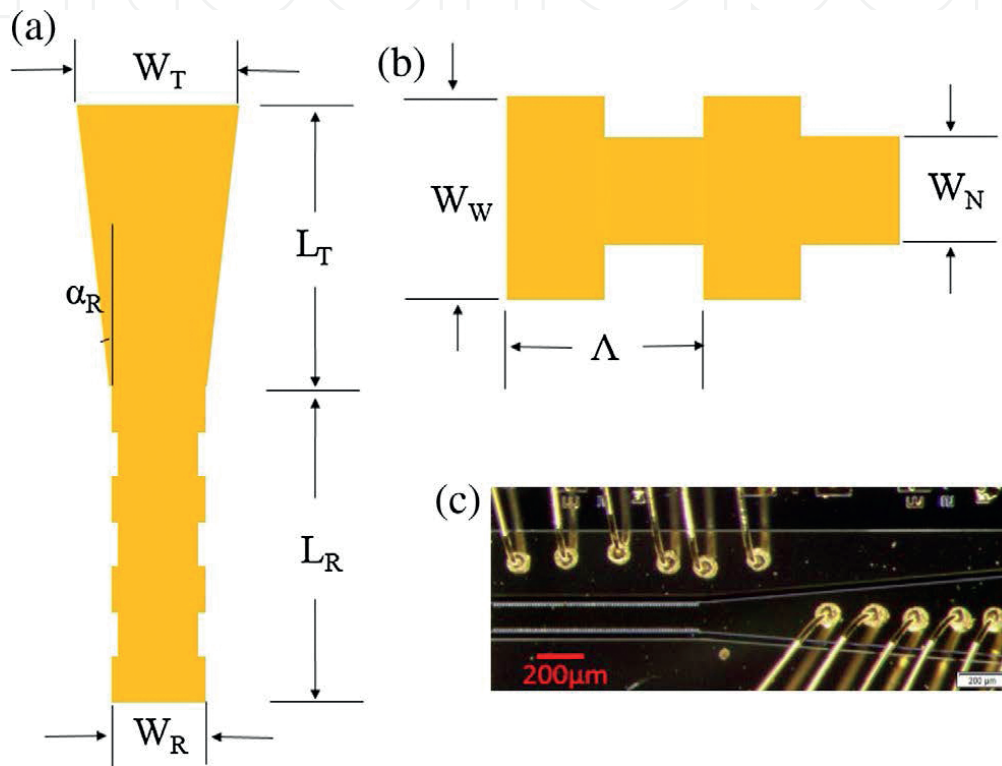 (a)
W_T
L_T
α_R
L_R
W_R
(b)
W_W
W_N
Λ
(c)
200µm
200 µm